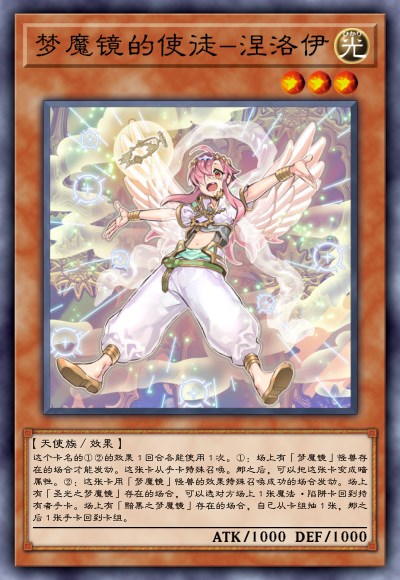 梦魔镜的使徒-涅洛伊
光
【天使族／效果】
这个卡名的①②的效果1回合各能使用1次。①：场上有「梦魔镜」怪兽存
在的场合才能发动。这张卡从手卡特殊召唤。那之后，可以把这张卡变成暗
属性。②：这张卡用「梦魔镜」怪兽的效果特殊召唤成功的场合发动。场上
有「圣光之梦魔镜」存在的场合，可以选对方场上1张魔法·陷阱卡回到持
有者手卡。场上有「黯黑之梦魔镜」存在的场合，自己从卡组抽1张，那之
后1张手卡回到卡组。
ATK/1000 DEF/1000